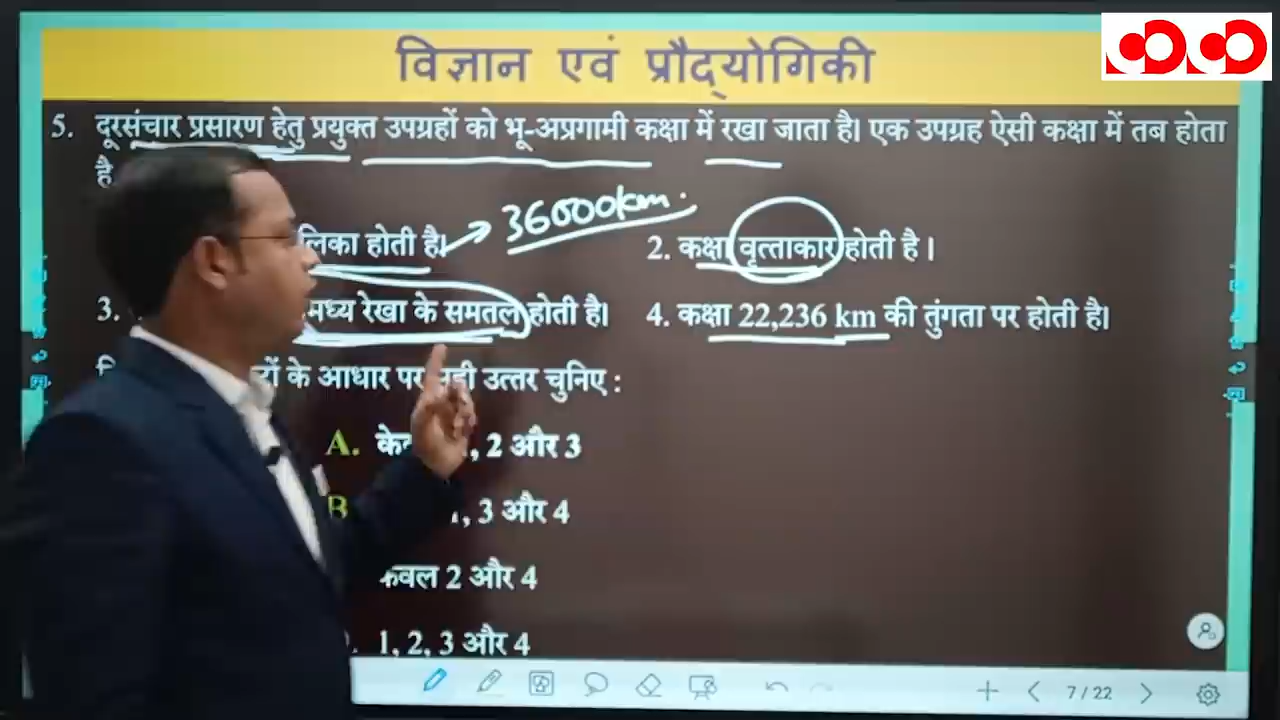 विज्ञान एवं प्रौद्योगिकी
5. दूरसंचार प्रसारण हेतु प्रयुक्त उपग्रहों को भू-अप्रगामी कक्षा में रखा जाता है। एक उपग्रह ऐसी कक्षा में तब होता
है
होती है।
36000km.
2. कक्षा वृत्ताकार होती है ।
3. मध्य रेखा के समतल होती है।
4. कक्षा 22,236 km की तुंगता पर होती है।
के आधार पर सही उत्तर चुनिए :
A. 2 और 3
B 3 और 4
केवल 2 और 4
1, 2, 3 और 4
7 / 22